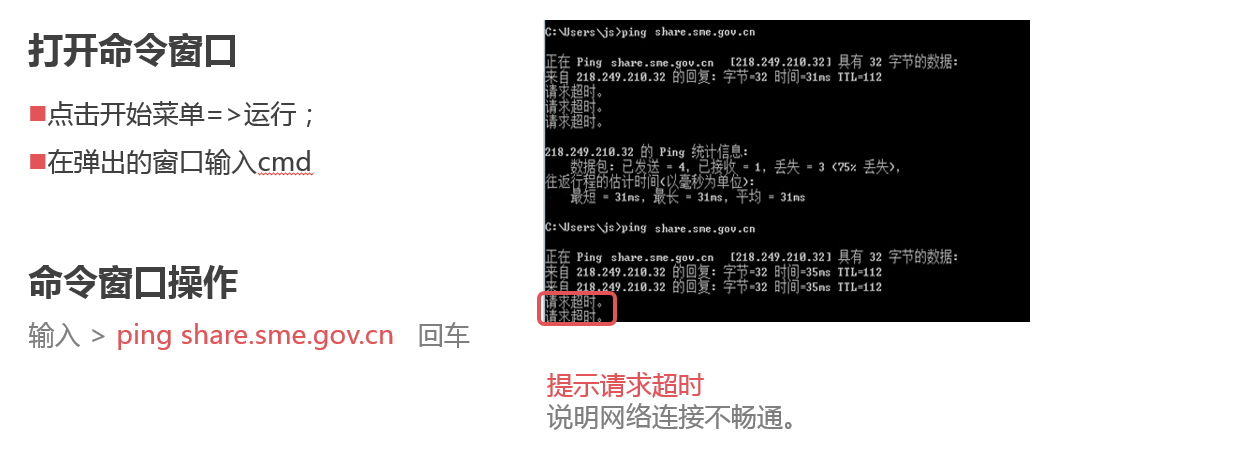 打开命令窗口
点击开始菜单=>运行；
在弹出的窗口输入cmd
命令窗口操作
输入 > ping share.sme.gov.cn 回车
C:\Users\js>ping share.sme.gov.cn
正在 Ping share.sme.gov.cn [218.249.210.32] 具有 32 字节的数据:
来自 218.249.210.32 的回复: 字节=32 时间=31ms TTL=112
请求超时。
请求超时。
请求超时。
218.249.210.32 的 Ping 统计信息:
数据包: 已发送 = 4, 已接收 = 1, 丢失 = 3 (75% 丢失),
往返行程的估计时间(以毫秒为单位):
最短 = 31ms, 最长 = 31ms, 平均 = 31ms
C:\Users\js>ping share.sme.gov.cn
正在 Ping share.sme.gov.cn [218.249.210.32] 具有 32 字节的数据:
来自 218.249.210.32 的回复: 字节=32 时间=35ms TTL=112
来自 218.249.210.32 的回复: 字节=32 时间=35ms TTL=112
请求超时。
请求超时。
提示请求超时
说明网络连接不畅通。